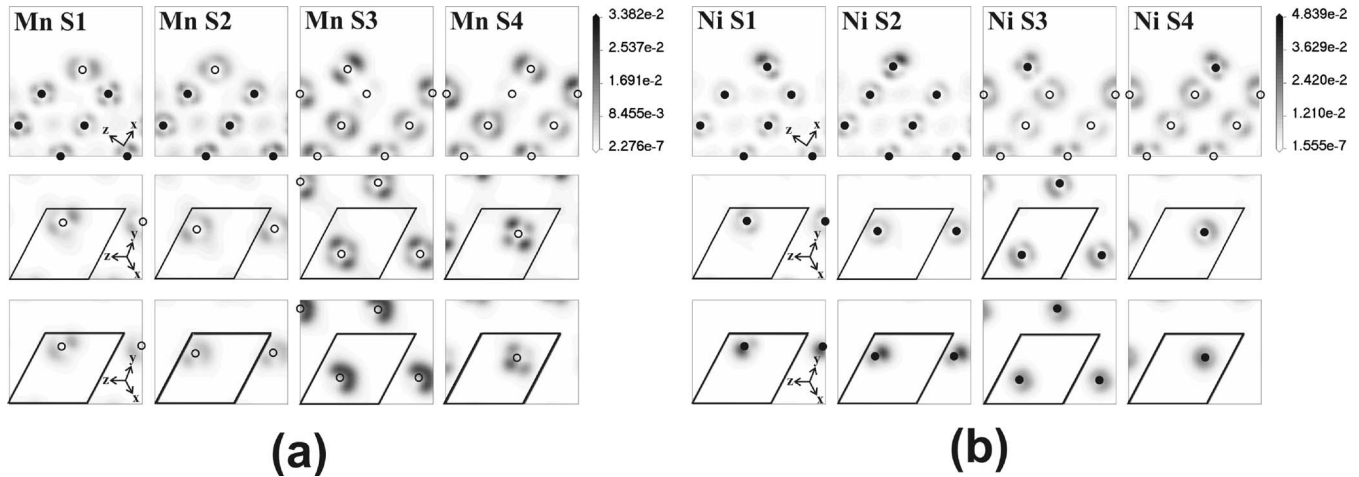 Mn S1 Mn S2 Mn S3 Mn S4
3.382e-2
2.537e-2
1.691e-2
8.455e-3
2.276e-7
z x
y
z
x
y
z
x
(a)
Ni S1 Ni S2 Ni S3 Ni S4
4.839e-2
3.629e-2
2.420e-2
1.210e-2
1.555e-7
z x
y
z
x
y
z
x
(b)